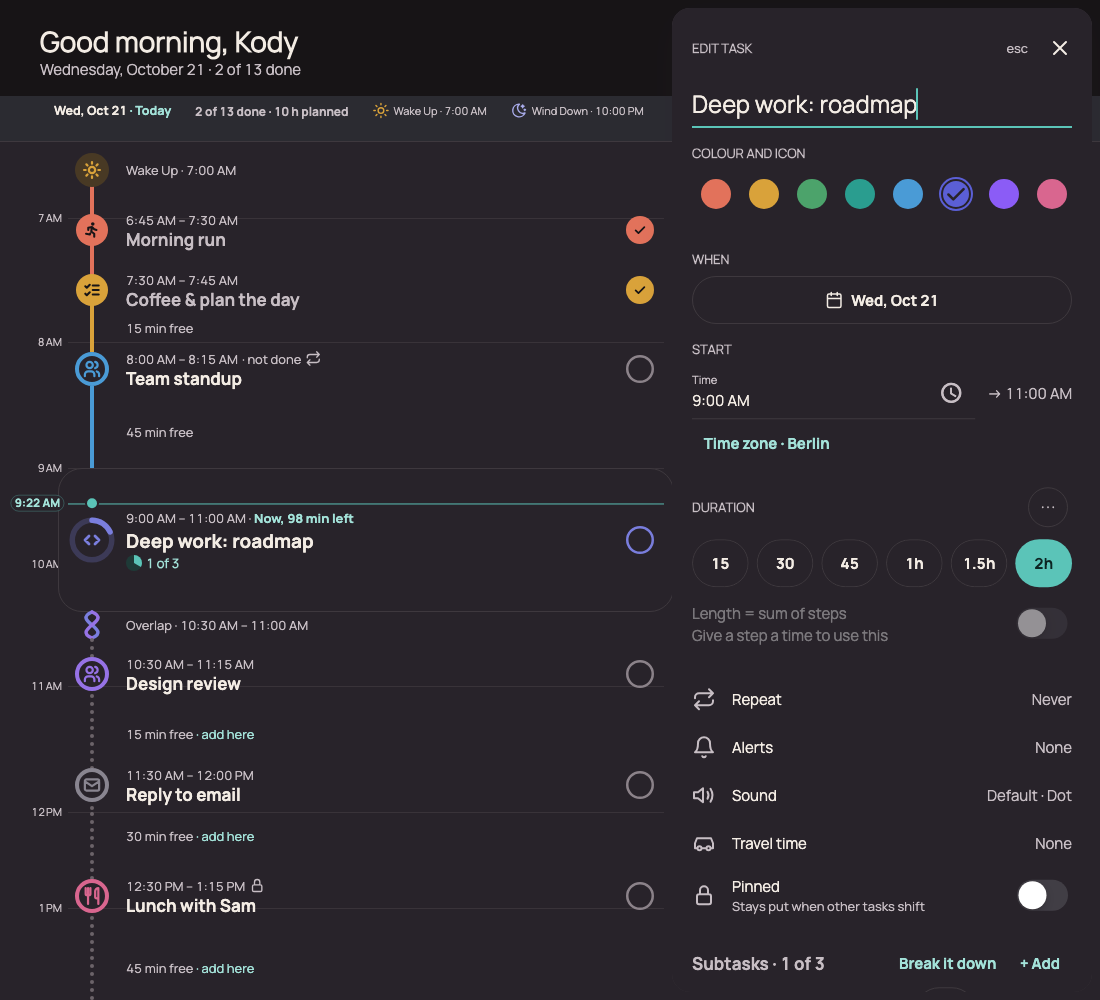 Good morning, Kody
Wednesday, October 21 · 2 of 13 done
Wed, Oct 21 · Today
2 of 13 done · 10 h planned
Wake Up · 7:00 AM
Wind Down · 10:00 PM
Wake Up · 7:00 AM
7 AM
6:45 AM – 7:30 AM
Morning run
7:30 AM – 7:45 AM
Coffee & plan the day
15 min free
8 AM
8:00 AM – 8:15 AM · not done
Team standup
45 min free
9 AM
9:22 AM
9:00 AM – 11:00 AM · Now, 98 min left
Deep work: roadmap
1 of 3
10 AM
Overlap · 10:30 AM – 11:00 AM
10:30 AM – 11:15 AM
Design review
11 AM
15 min free · add here
11:30 AM – 12:00 PM
Reply to email
12 PM
30 min free · add here
12:30 PM – 1:15 PM
Lunch with Sam
1 PM
45 min free · add here
EDIT TASK
esc
Deep work: roadmap
COLOUR AND ICON
WHEN
Wed, Oct 21
START
Time
9:00 AM
→ 11:00 AM
Time zone · Berlin
DURATION
...
15 30 45 1h 1.5h 2h
Length = sum of steps
Give a step a time to use this
Repeat Never
Alerts None
Sound Default · Dot
Travel time None
Pinned
Stays put when other tasks shift
Subtasks · 1 of 3 Break it down + Add